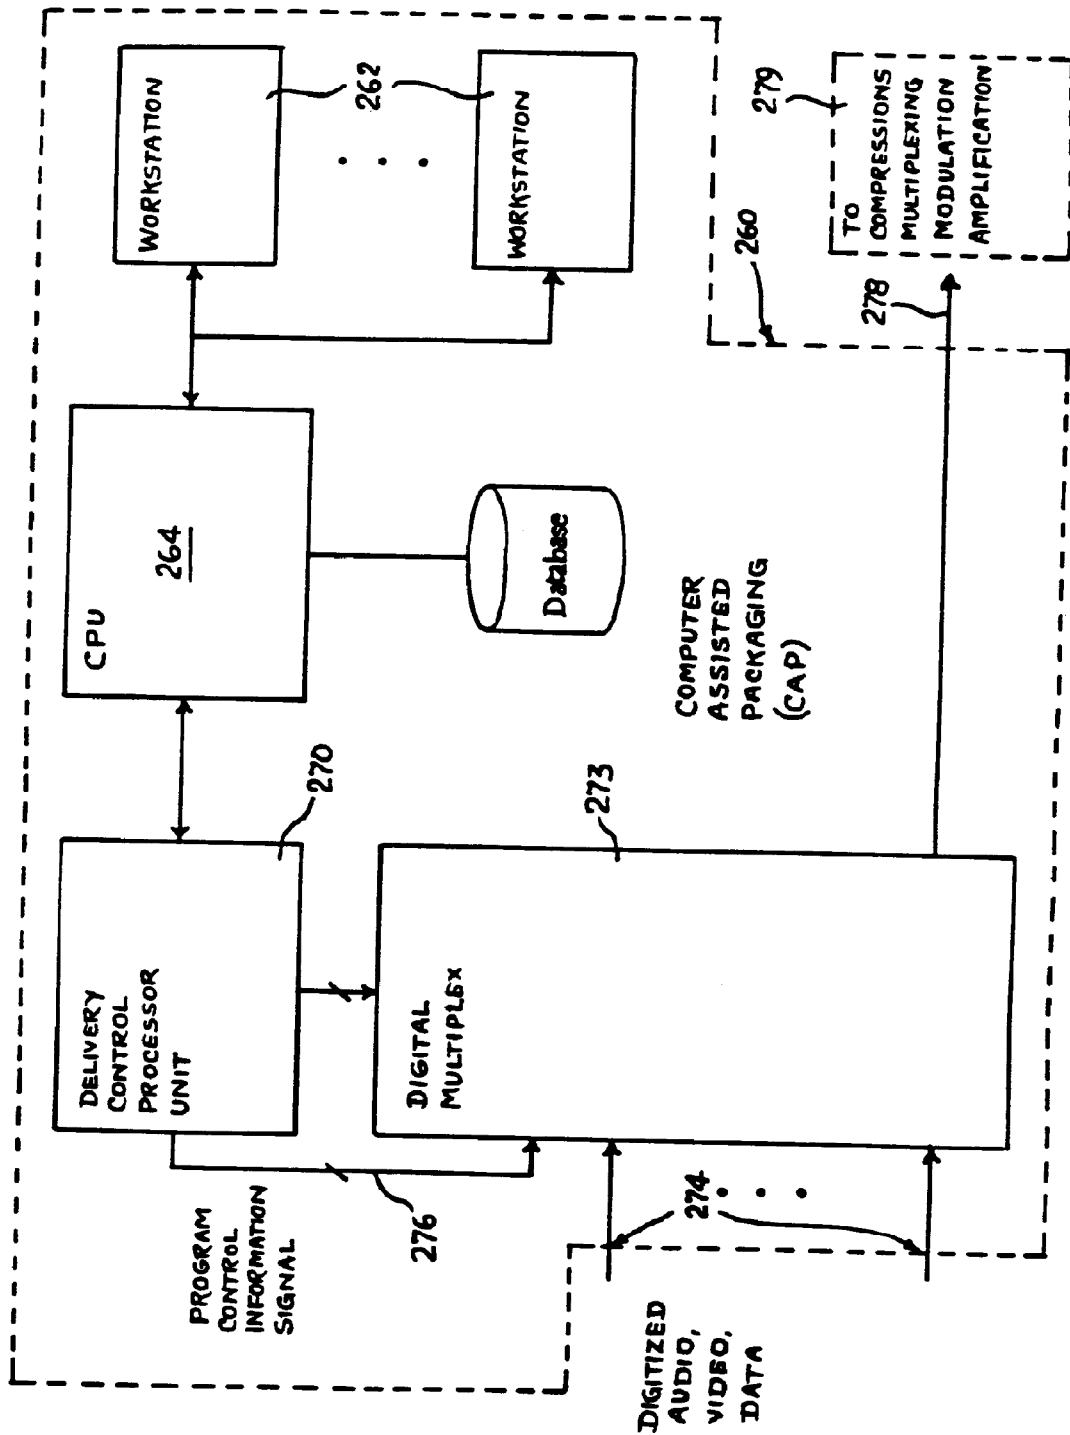 DELIVERY
CONTROL
PROCESSOR
UNIT
270
CPU
264
WORKSTATION
262
WORKSTATION
Database
PROGRAM
CONTROL
INFORMATION
SIGNAL
276
DIGITAL
MULTIPLEX
273
COMPUTER
ASSISTED
PACKAGING
(CAP)
260
DIGITIZED
AUDIO,
VIDEO,
DATA
274
278
279
TO
COMPRESSIONS
MULTIPLEXING
MODULATION
AMPLIFICATION